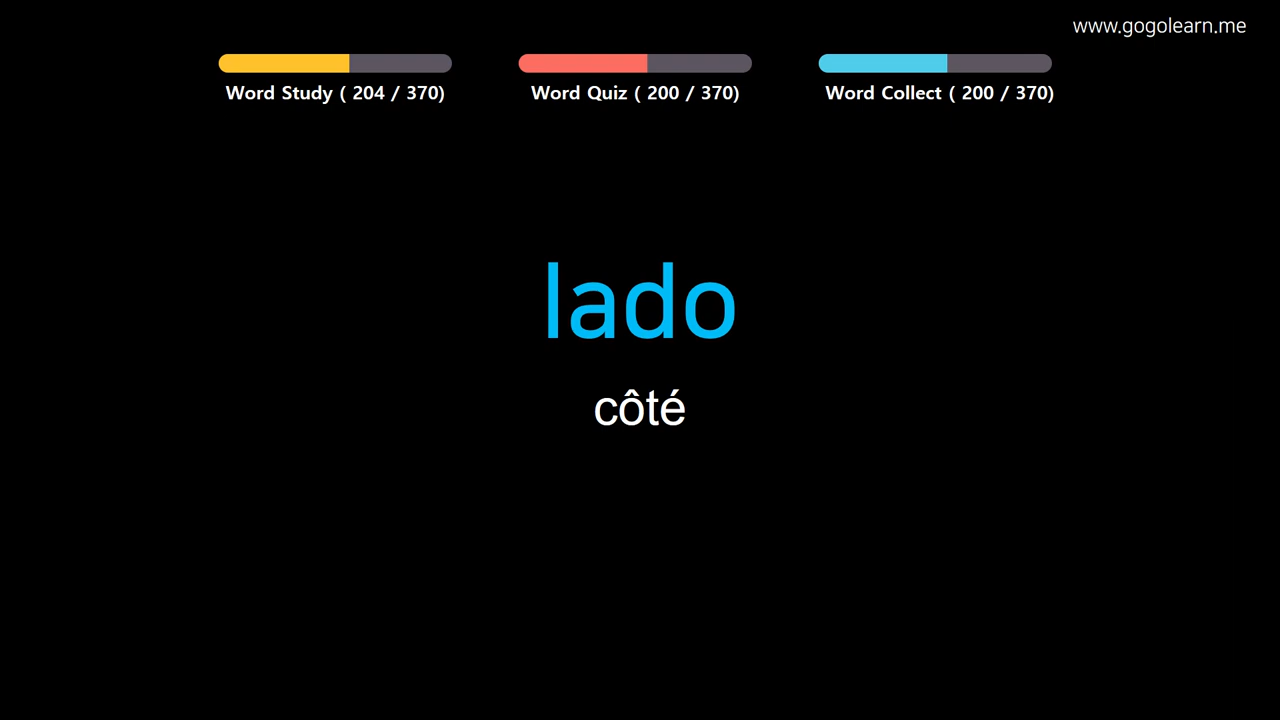 www.gogolearn.me
Word Study ( 204 / 370)
Word Quiz ( 200 / 370)
Word Collect ( 200 / 370)
lado
côté